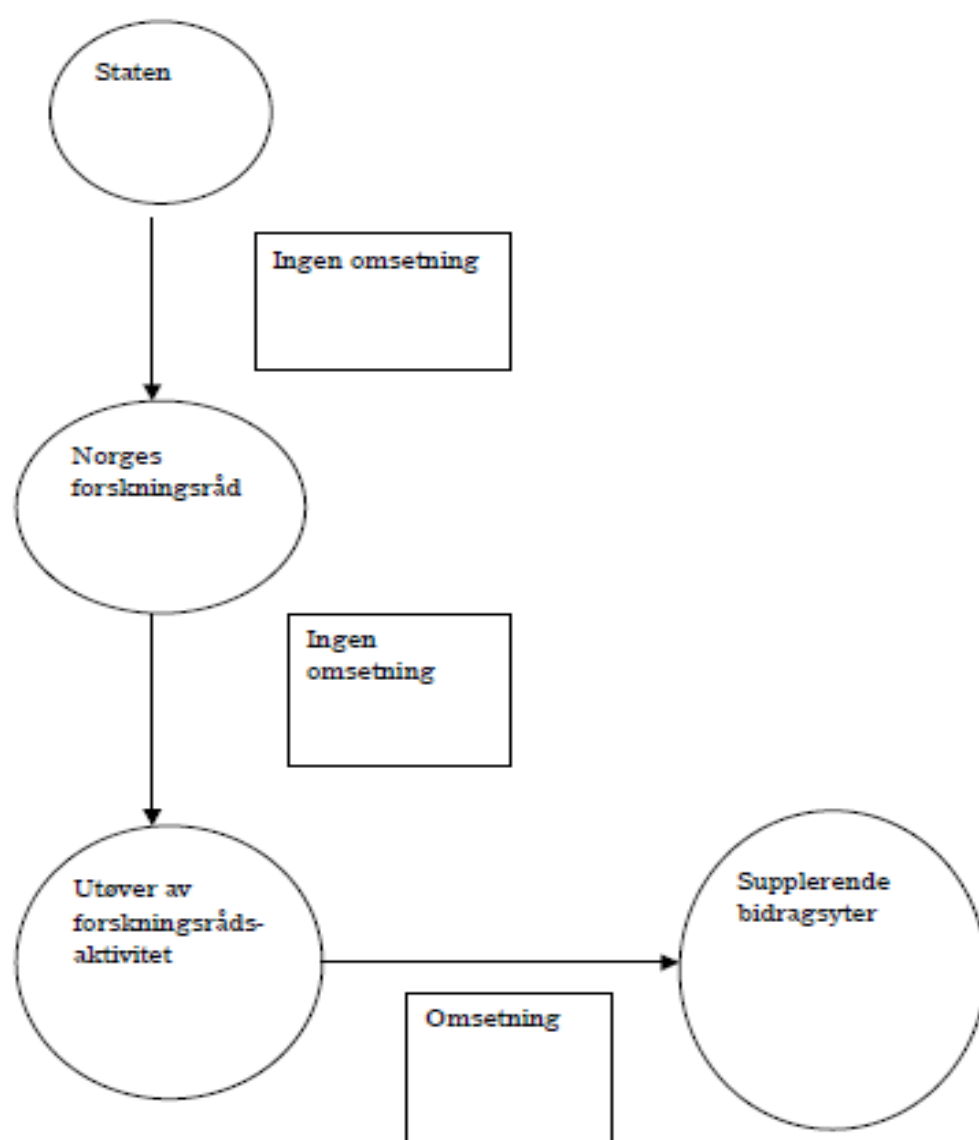 Staten
Ingen omsetning
Norges
forskningsråd
Ingen
omsetning
Utøver av
forskningsråds-
aktivitet
Supplerende
bidragsyter
Omsetning